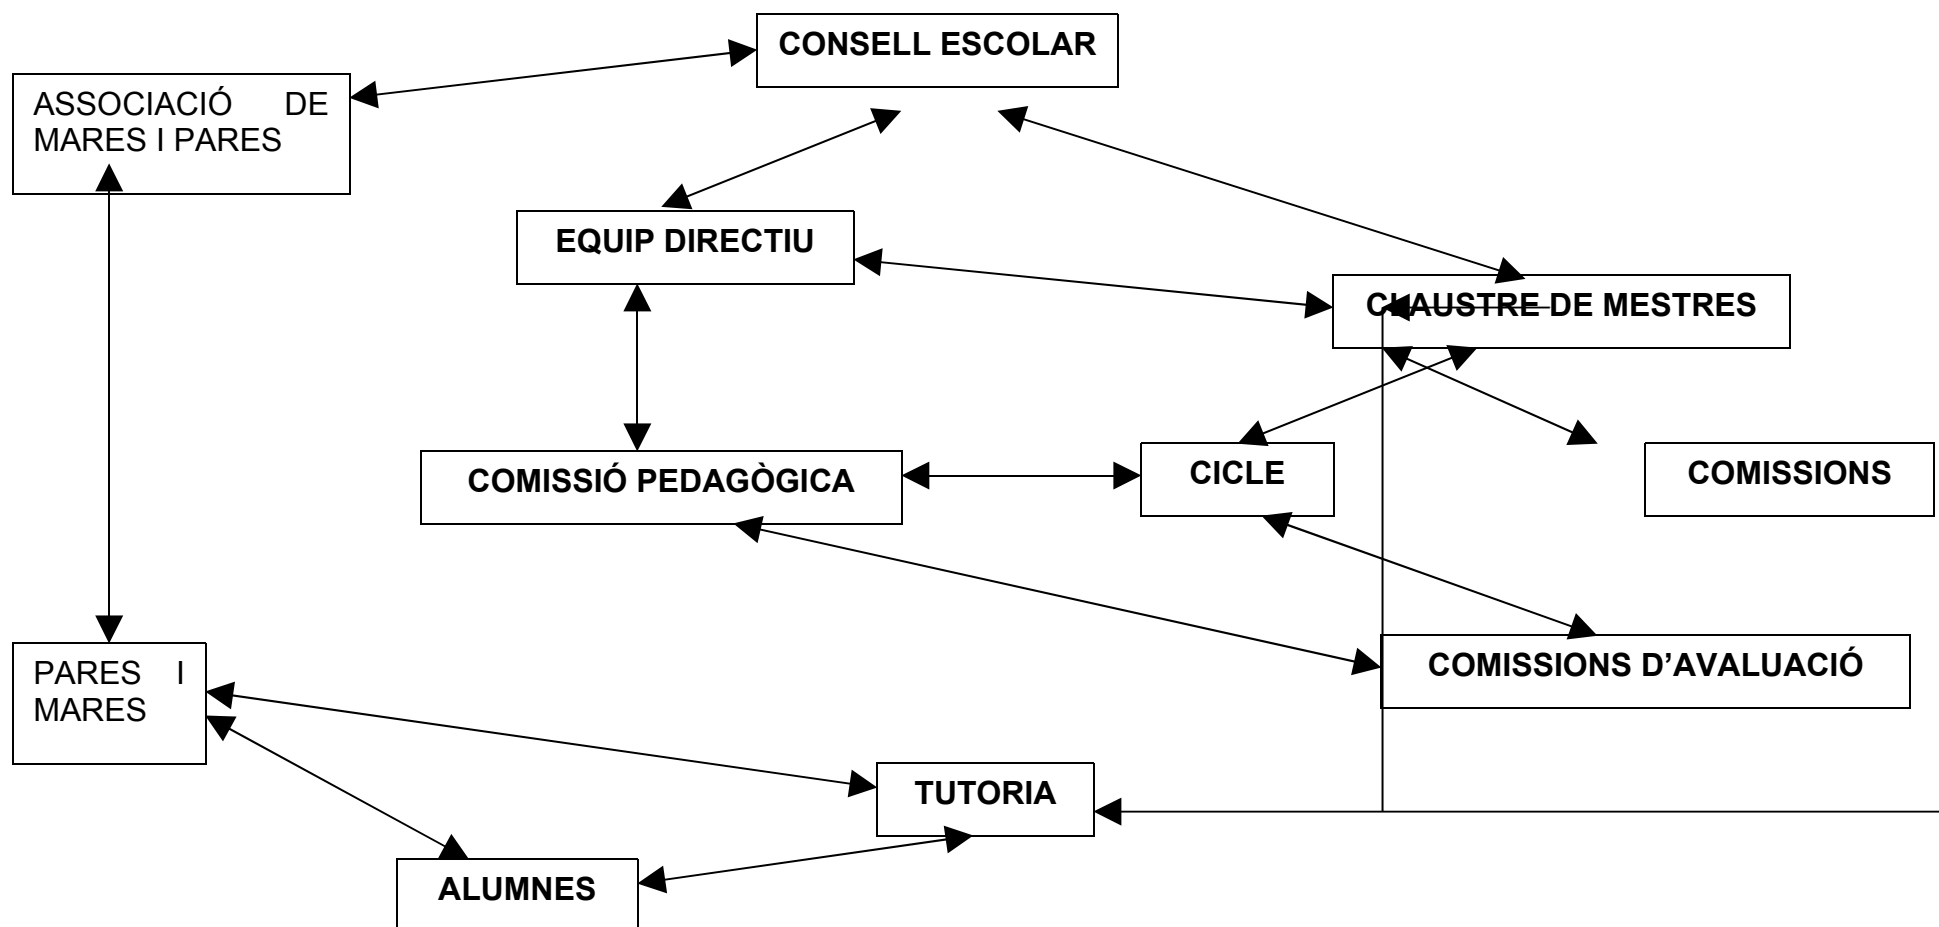 CONSELL ESCOLAR
ASSOCIACIÓ DE
MARES I PARES
EQUIP DIRECTIU
CLAUSTRE DE MESTRES
COMISSIÓ PEDAGÒGICA
CICLE
COMISSIONS
PARES I
MARES
COMISSIONS D’AVALUACIÓ
TUTORIA
ALUMNES